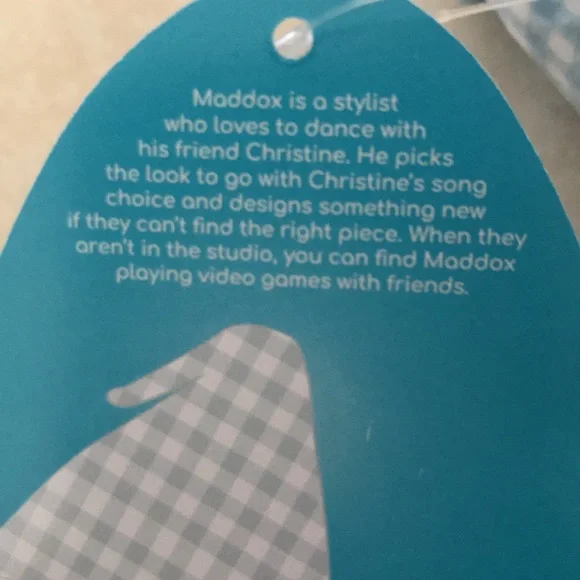 Maddox is a stylist
who loves to dance with
his friend Christine. He picks
the look to go with Christine's song
choice and designs something new
if they can't find the right piece. When they
aren't in the studio, you can find Maddox
playing video games with friends.